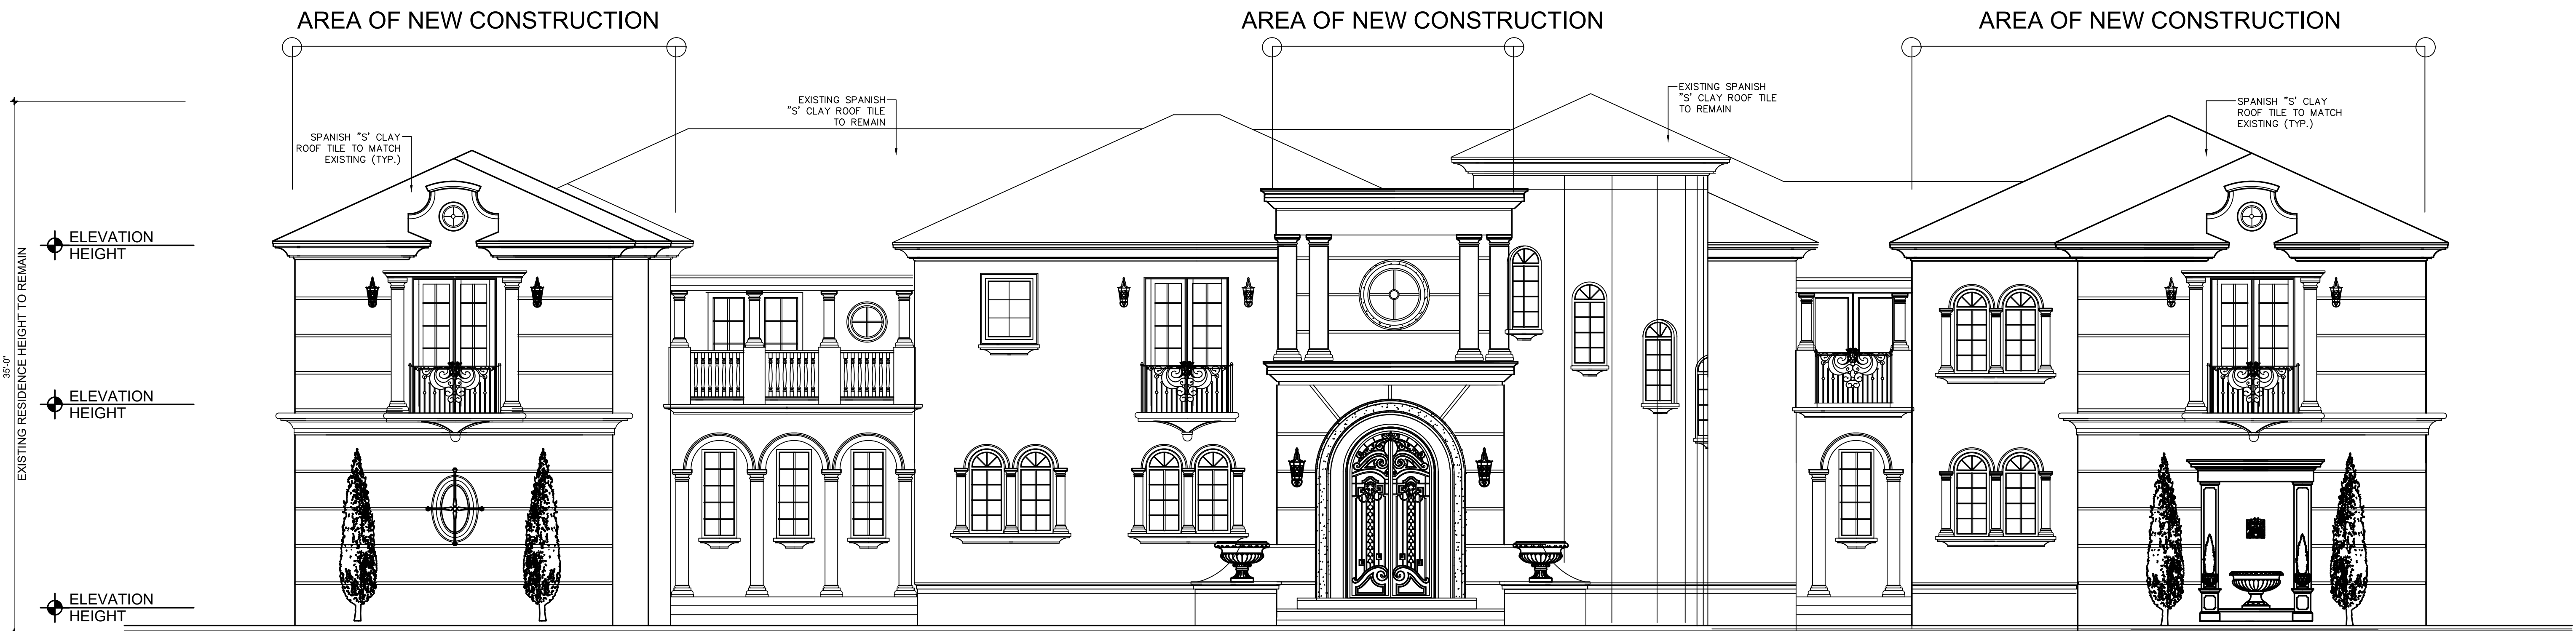 AREA OF NEW CONSTRUCTION
AREA OF NEW CONSTRUCTION
AREA OF NEW CONSTRUCTION
SPANISH "S' CLAY
ROOF TILE TO MATCH
EXISTING (TYP.)
EXISTING SPANISH
"S' CLAY ROOF TILE
TO REMAIN
EXISTING SPANISH
"S' CLAY ROOF TILE
TO REMAIN
SPANISH "S' CLAY
ROOF TILE TO MATCH
EXISTING (TYP.)
35'-0"
EXISTING RESIDENCE HEIGHT TO REMAIN
ELEVATION
HEIGHT
ELEVATION
HEIGHT
ELEVATION
HEIGHT